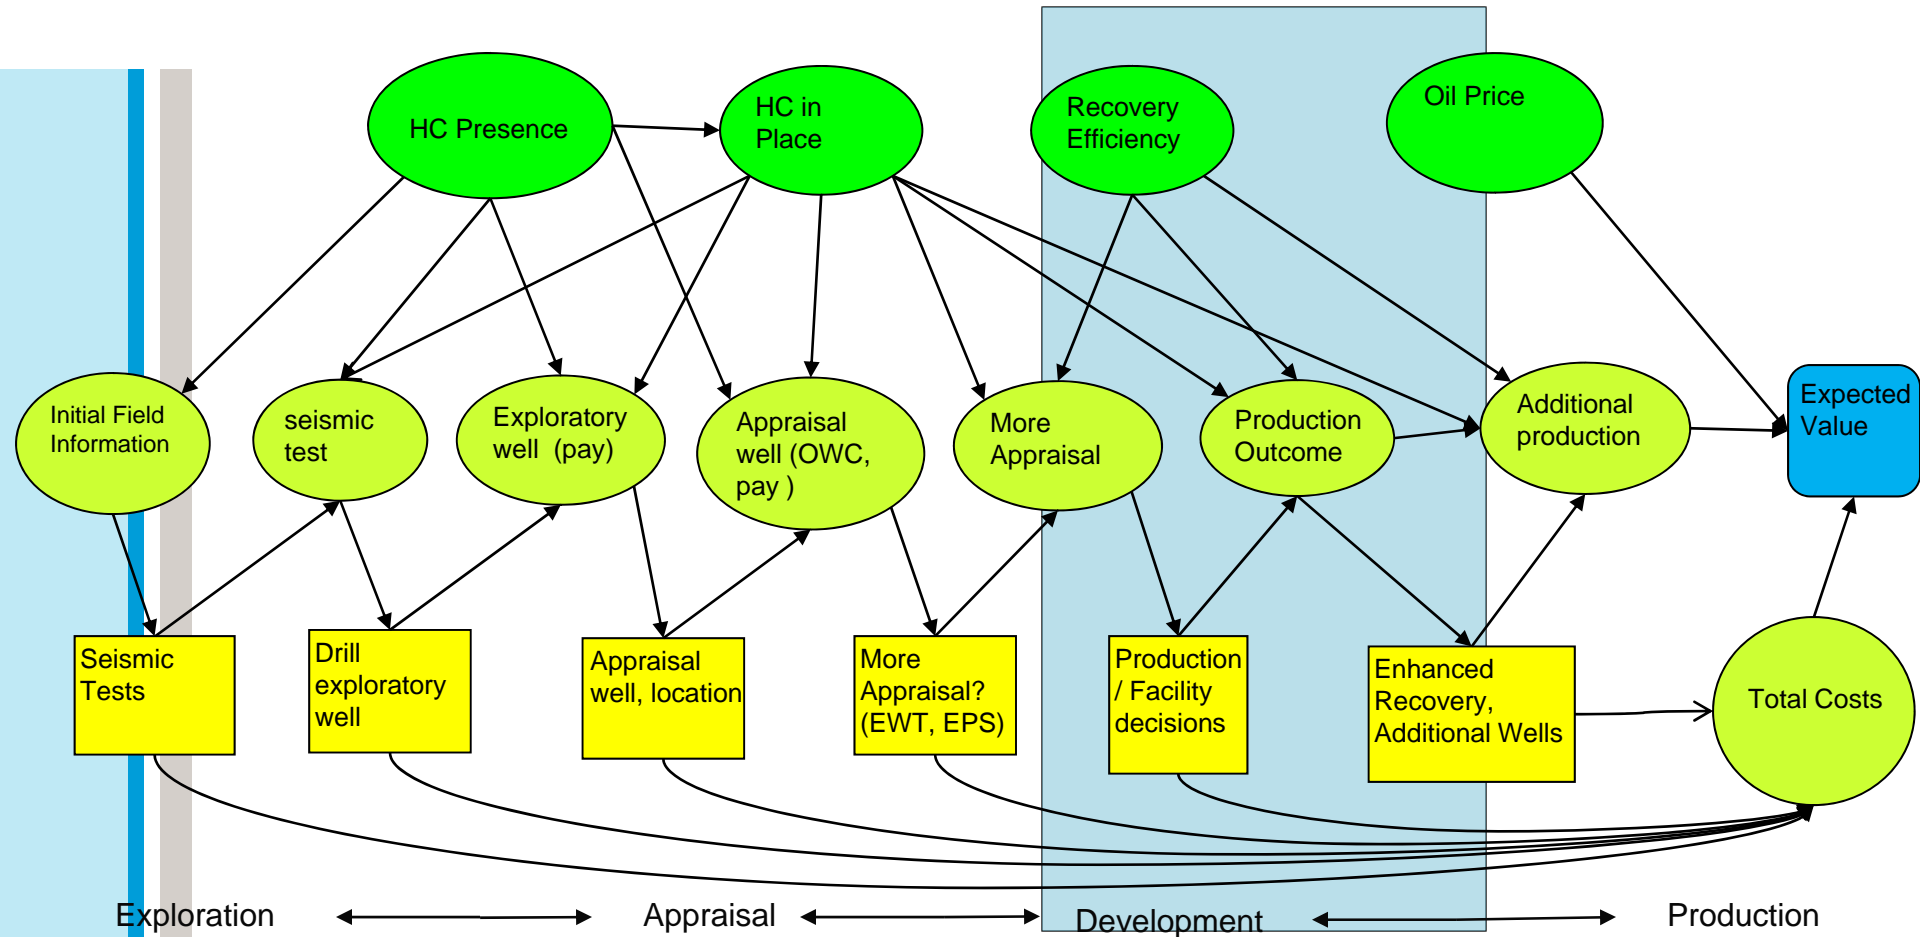 HC Presence
HC in
Place
Recovery
Efficiency
Oil Price
Initial Field
Information
seismic
test
Exploratory
well (pay)
Appraisal
well (OWC,
pay )
More
Appraisal
Production
Outcome
Additional
production
Expected
Value
Seismic
Tests
Drill
exploratory
well
Appraisal
well, location
More
Appraisal?
(EWT, EPS)
Production
/ Facility
decisions
Enhanced
Recovery,
Additional Wells
Total Costs
Exploration
Appraisal
Development
Production